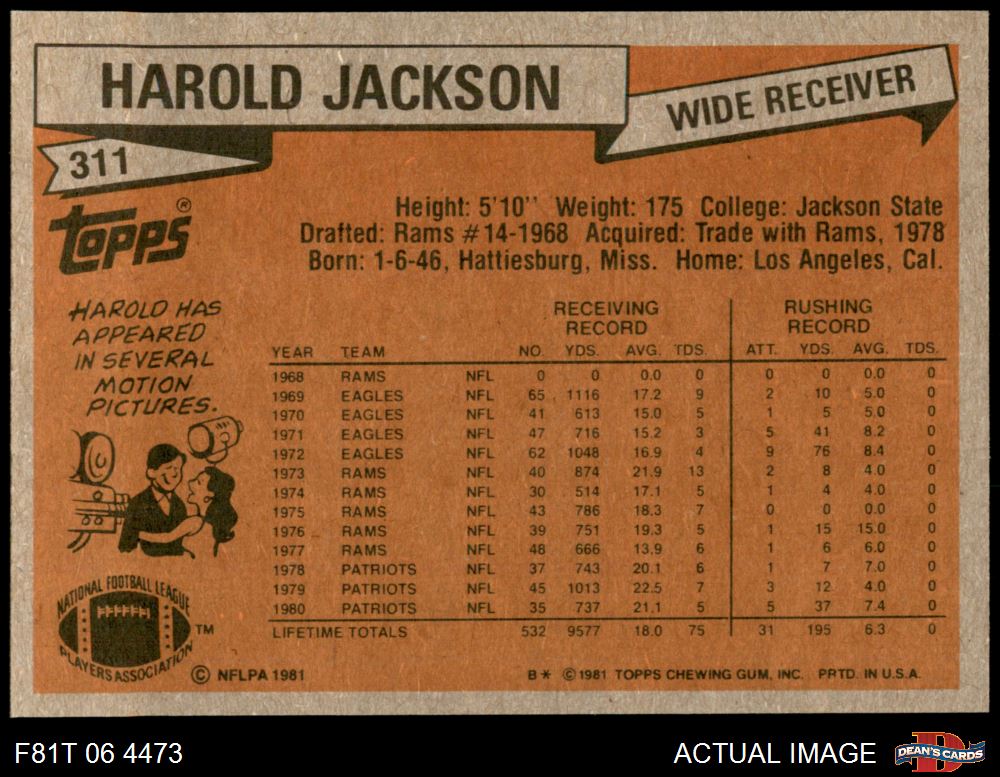 HAROLD JACKSON
WIDE RECEIVER
311
Topps®
Height: 5'10" Weight: 175 College: Jackson State
Drafted: Rams #14-1968 Acquired: Trade with Rams, 1978
Born: 1-6-46, Hattiesburg, Miss. Home: Los Angeles, Cal.
HAROLD HAS
APPEARED
IN SEVERAL
MOTION
PICTURES.
RECEIVING RUSHING
RECORD RECORD
YEAR TEAM NO. YDS. AVG. TDS. ATT. YDS. AVG. TDS.
1968 RAMS NFL 0 0 0.0 0 0 0 0.0 0
1969 EAGLES NFL 65 1116 17.2 9 2 10 5.0 0
1970 EAGLES NFL 41 613 15.0 5 1 5 5.0 0
1971 EAGLES NFL 47 716 15.2 3 5 41 8.2 0
1972 EAGLES NFL 62 1048 16.9 4 9 76 8.4 0
1973 RAMS NFL 40 874 21.9 13 2 8 4.0 0
1974 RAMS NFL 30 514 17.1 5 1 4 4.0 0
1975 RAMS NFL 43 786 18.3 7 0 0 0.0 0
1976 RAMS NFL 39 751 19.3 5 1 15 15.0 0
1977 RAMS NFL 48 666 13.9 6 1 6 6.0 0
1978 PATRIOTS NFL 37 743 20.1 6 1 7 7.0 0
1979 PATRIOTS NFL 45 1013 22.5 7 3 12 4.0 0
1980 PATRIOTS NFL 35 737 21.1 5 5 37 7.4 0
LIFETIME TOTALS 532 9577 18.0 75 31 195 6.3 0
NATIONAL FOOTBALL LEAGUE
PLAYERS ASSOCIATION
TM
© NFLPA 1981
B* © 1981 TOPPS CHEWING GUM, INC. PRTD. IN U.S.A.
F81T 06 4473
ACTUAL IMAGE
D
DEAN'S CARDS